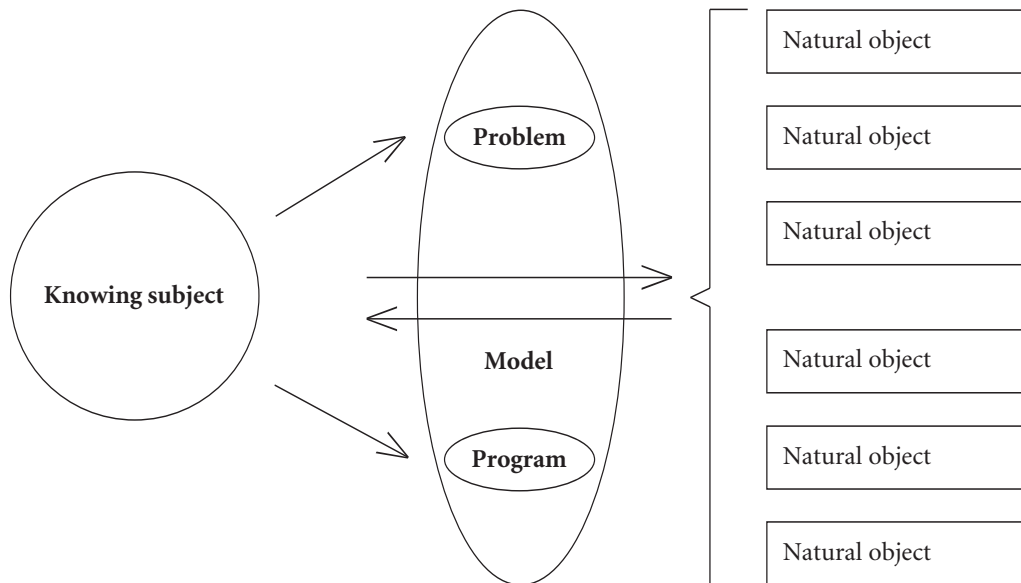 Knowing subject
Problem
Model
Program
Natural object
Natural object
Natural object
Natural object
Natural object
Natural object